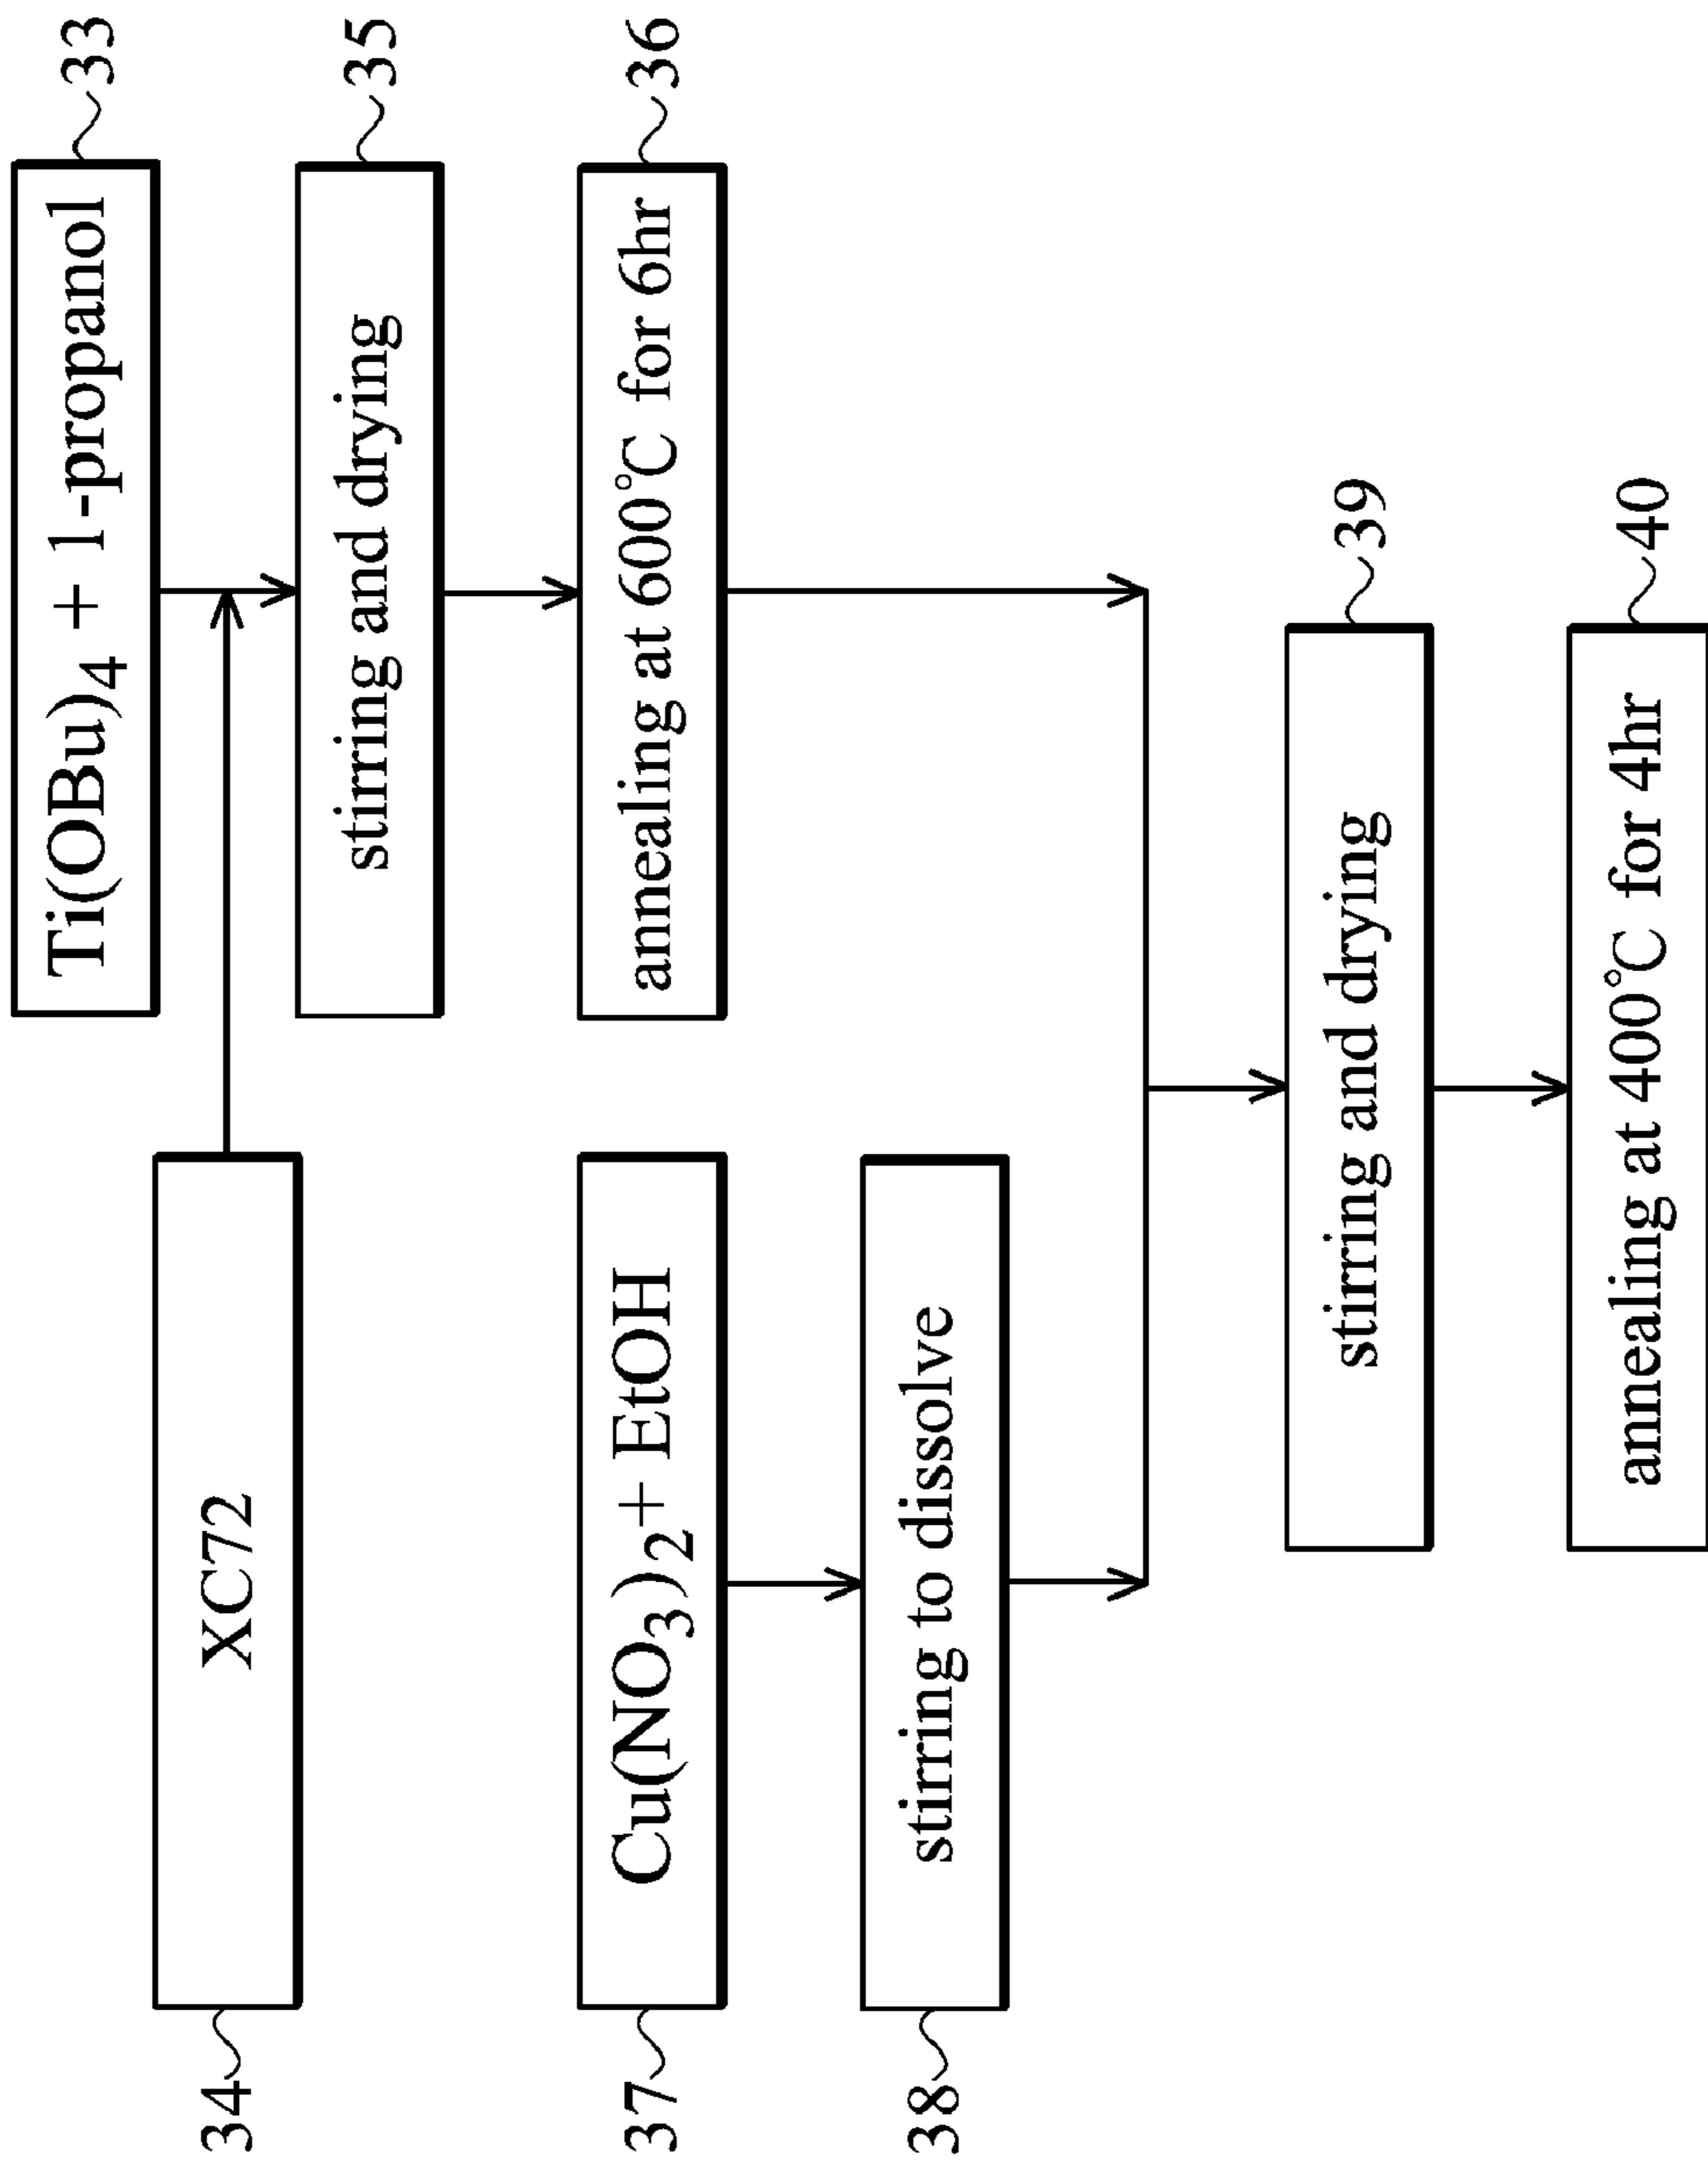 Ti(OBu)4 + 1-propanol
33
34
XC72
stirring and drying
35
annealing at 600°C for 6hr
36
37
Cu(NO3)2+EtOH
38
stirring to dissolve
stirring and drying
39
annealing at 400°C for 4hr
40